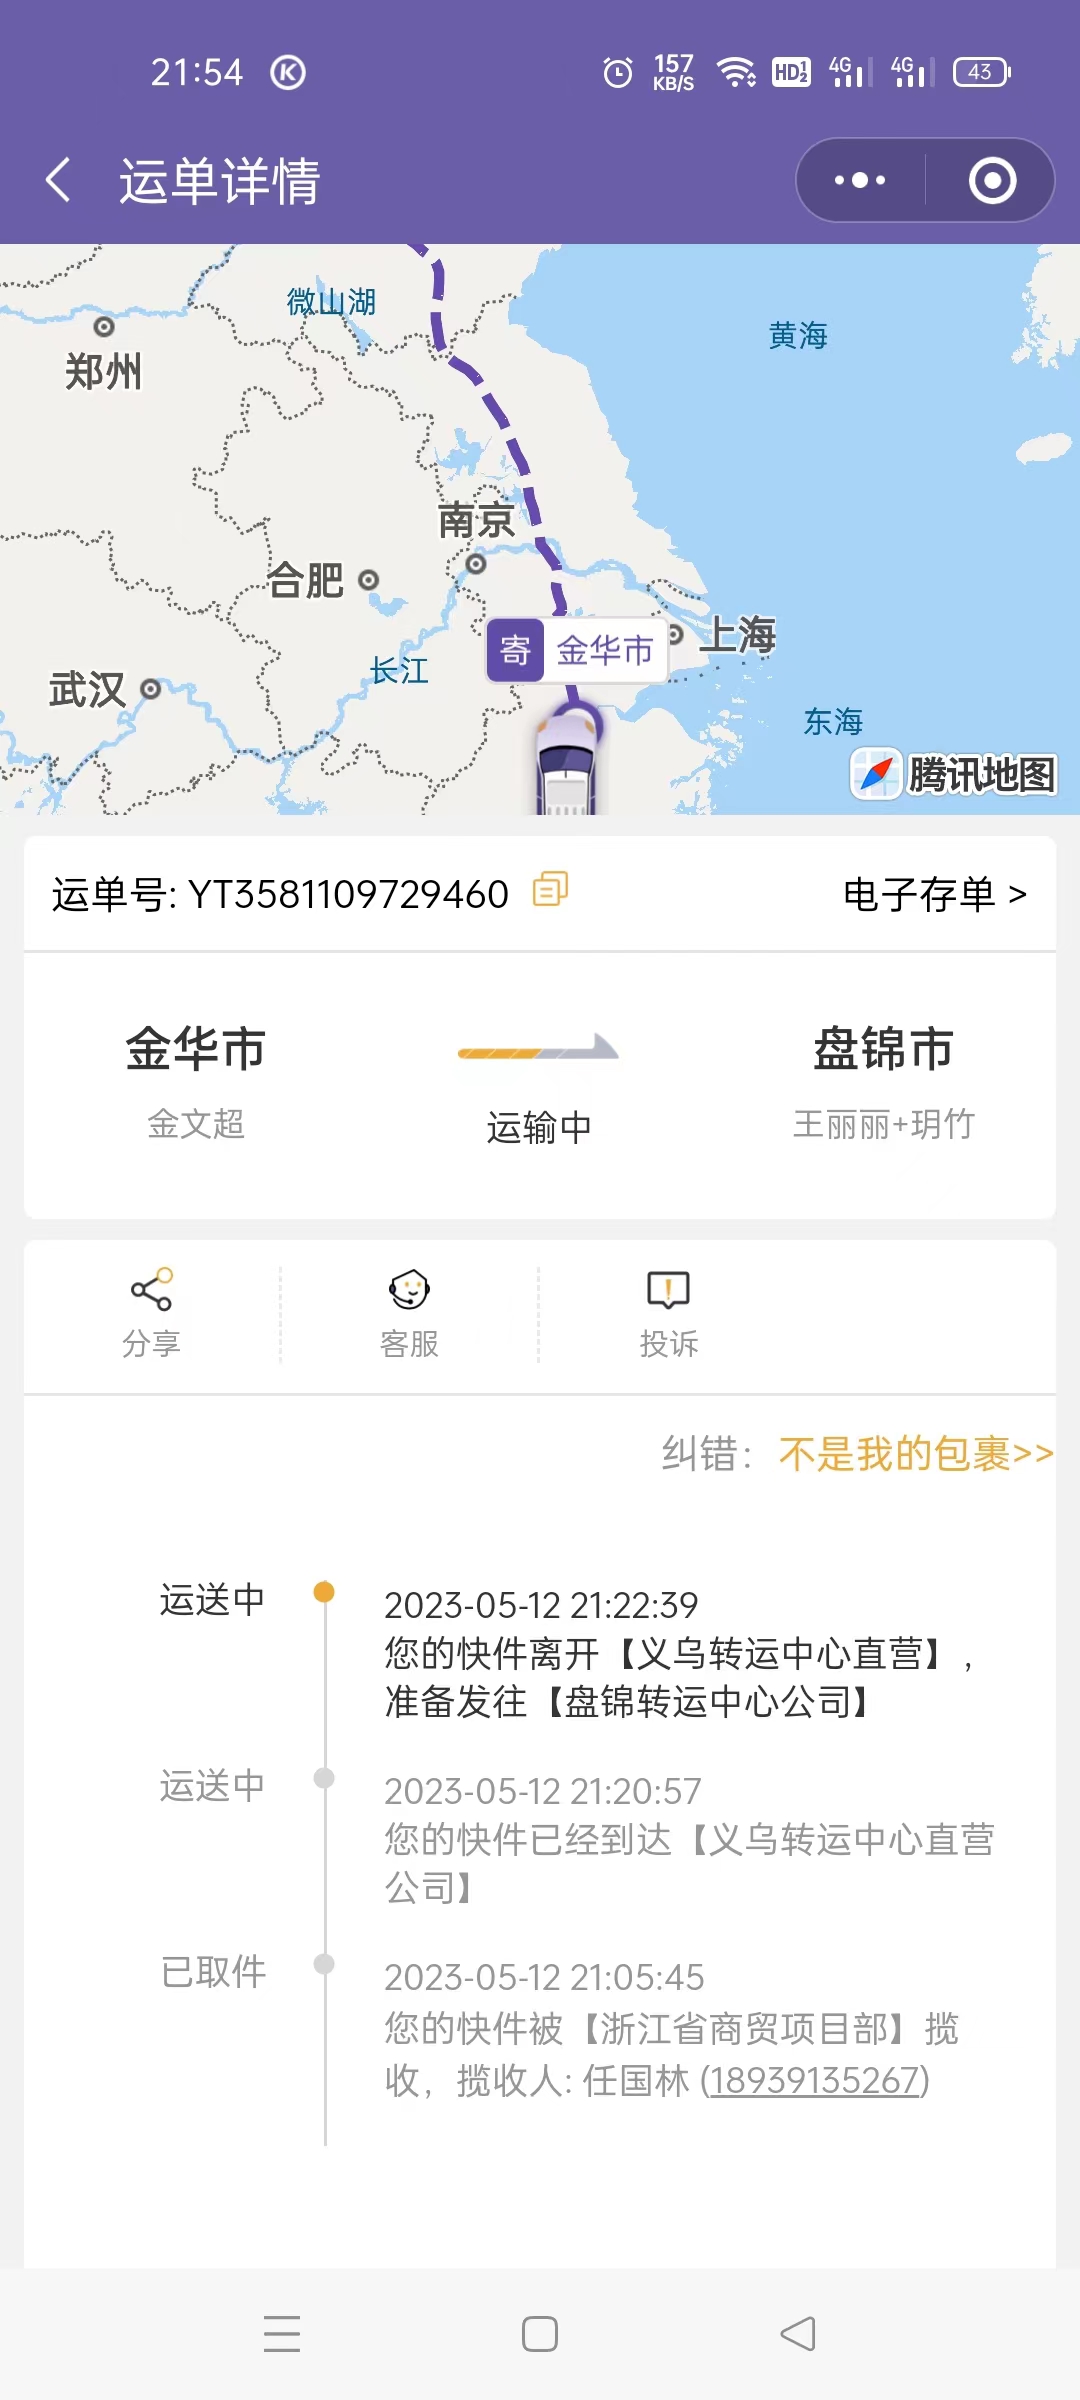 21:54
157
KB/S
HD 1 2
4G
4G
43
运单详情
微山湖
黄海
郑州
南京
合肥
上海
寄 金华市
长江
武汉
东海
腾讯地图
运单号: YT3581109729460
电子存单 >
金华市
盘锦市
金文超
运输中
王丽丽+玥竹
分享
客服
投诉
纠错： 不是我的包裹>>
运送中
2023-05-12 21:22:39
您的快件离开【义乌转运中心直营】，
准备发往【盘锦转运中心公司】
运送中
2023-05-12 21:20:57
您的快件已经到达【义乌转运中心直营
公司】
已取件
2023-05-12 21:05:45
您的快件被【浙江省商贸项目部】揽
收，揽收人: 任国林 (18939135267)